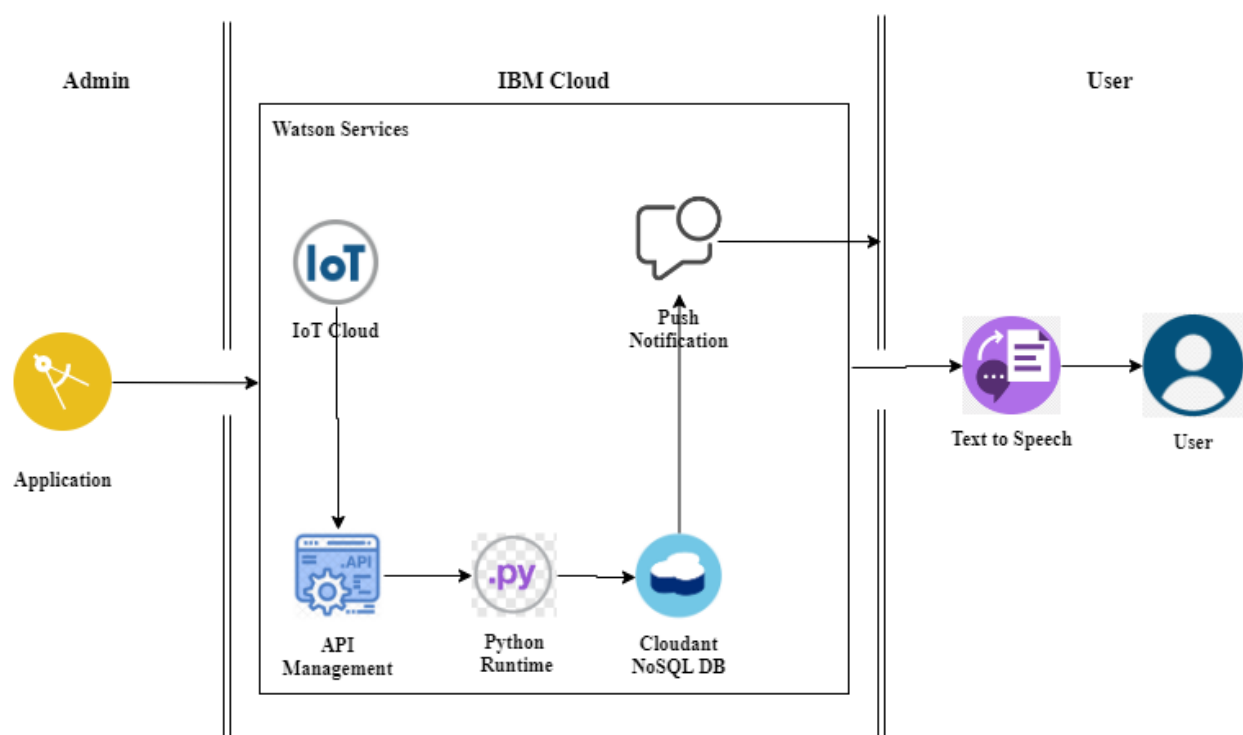 Admin
IBM Cloud
User
Watson Services
IoT
IoT Cloud
Push
Notification
Application
Text to Speech
User
.API
API
Management
.py
Python
Runtime
Cloudant
NoSQL DB